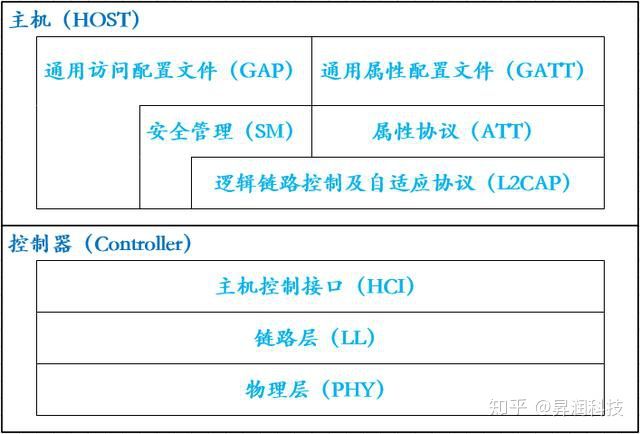 主机（HOST）
通用访问配置文件（GAP）
通用属性配置文件（GATT）
安全管理（SM）
属性协议（ATT）
逻辑链路控制及自适应协议（L2CAP）
控制器（Controller）
主机控制接口（HCI）
链路层（LL）
物理层（PHY）
知乎 @昇润科技